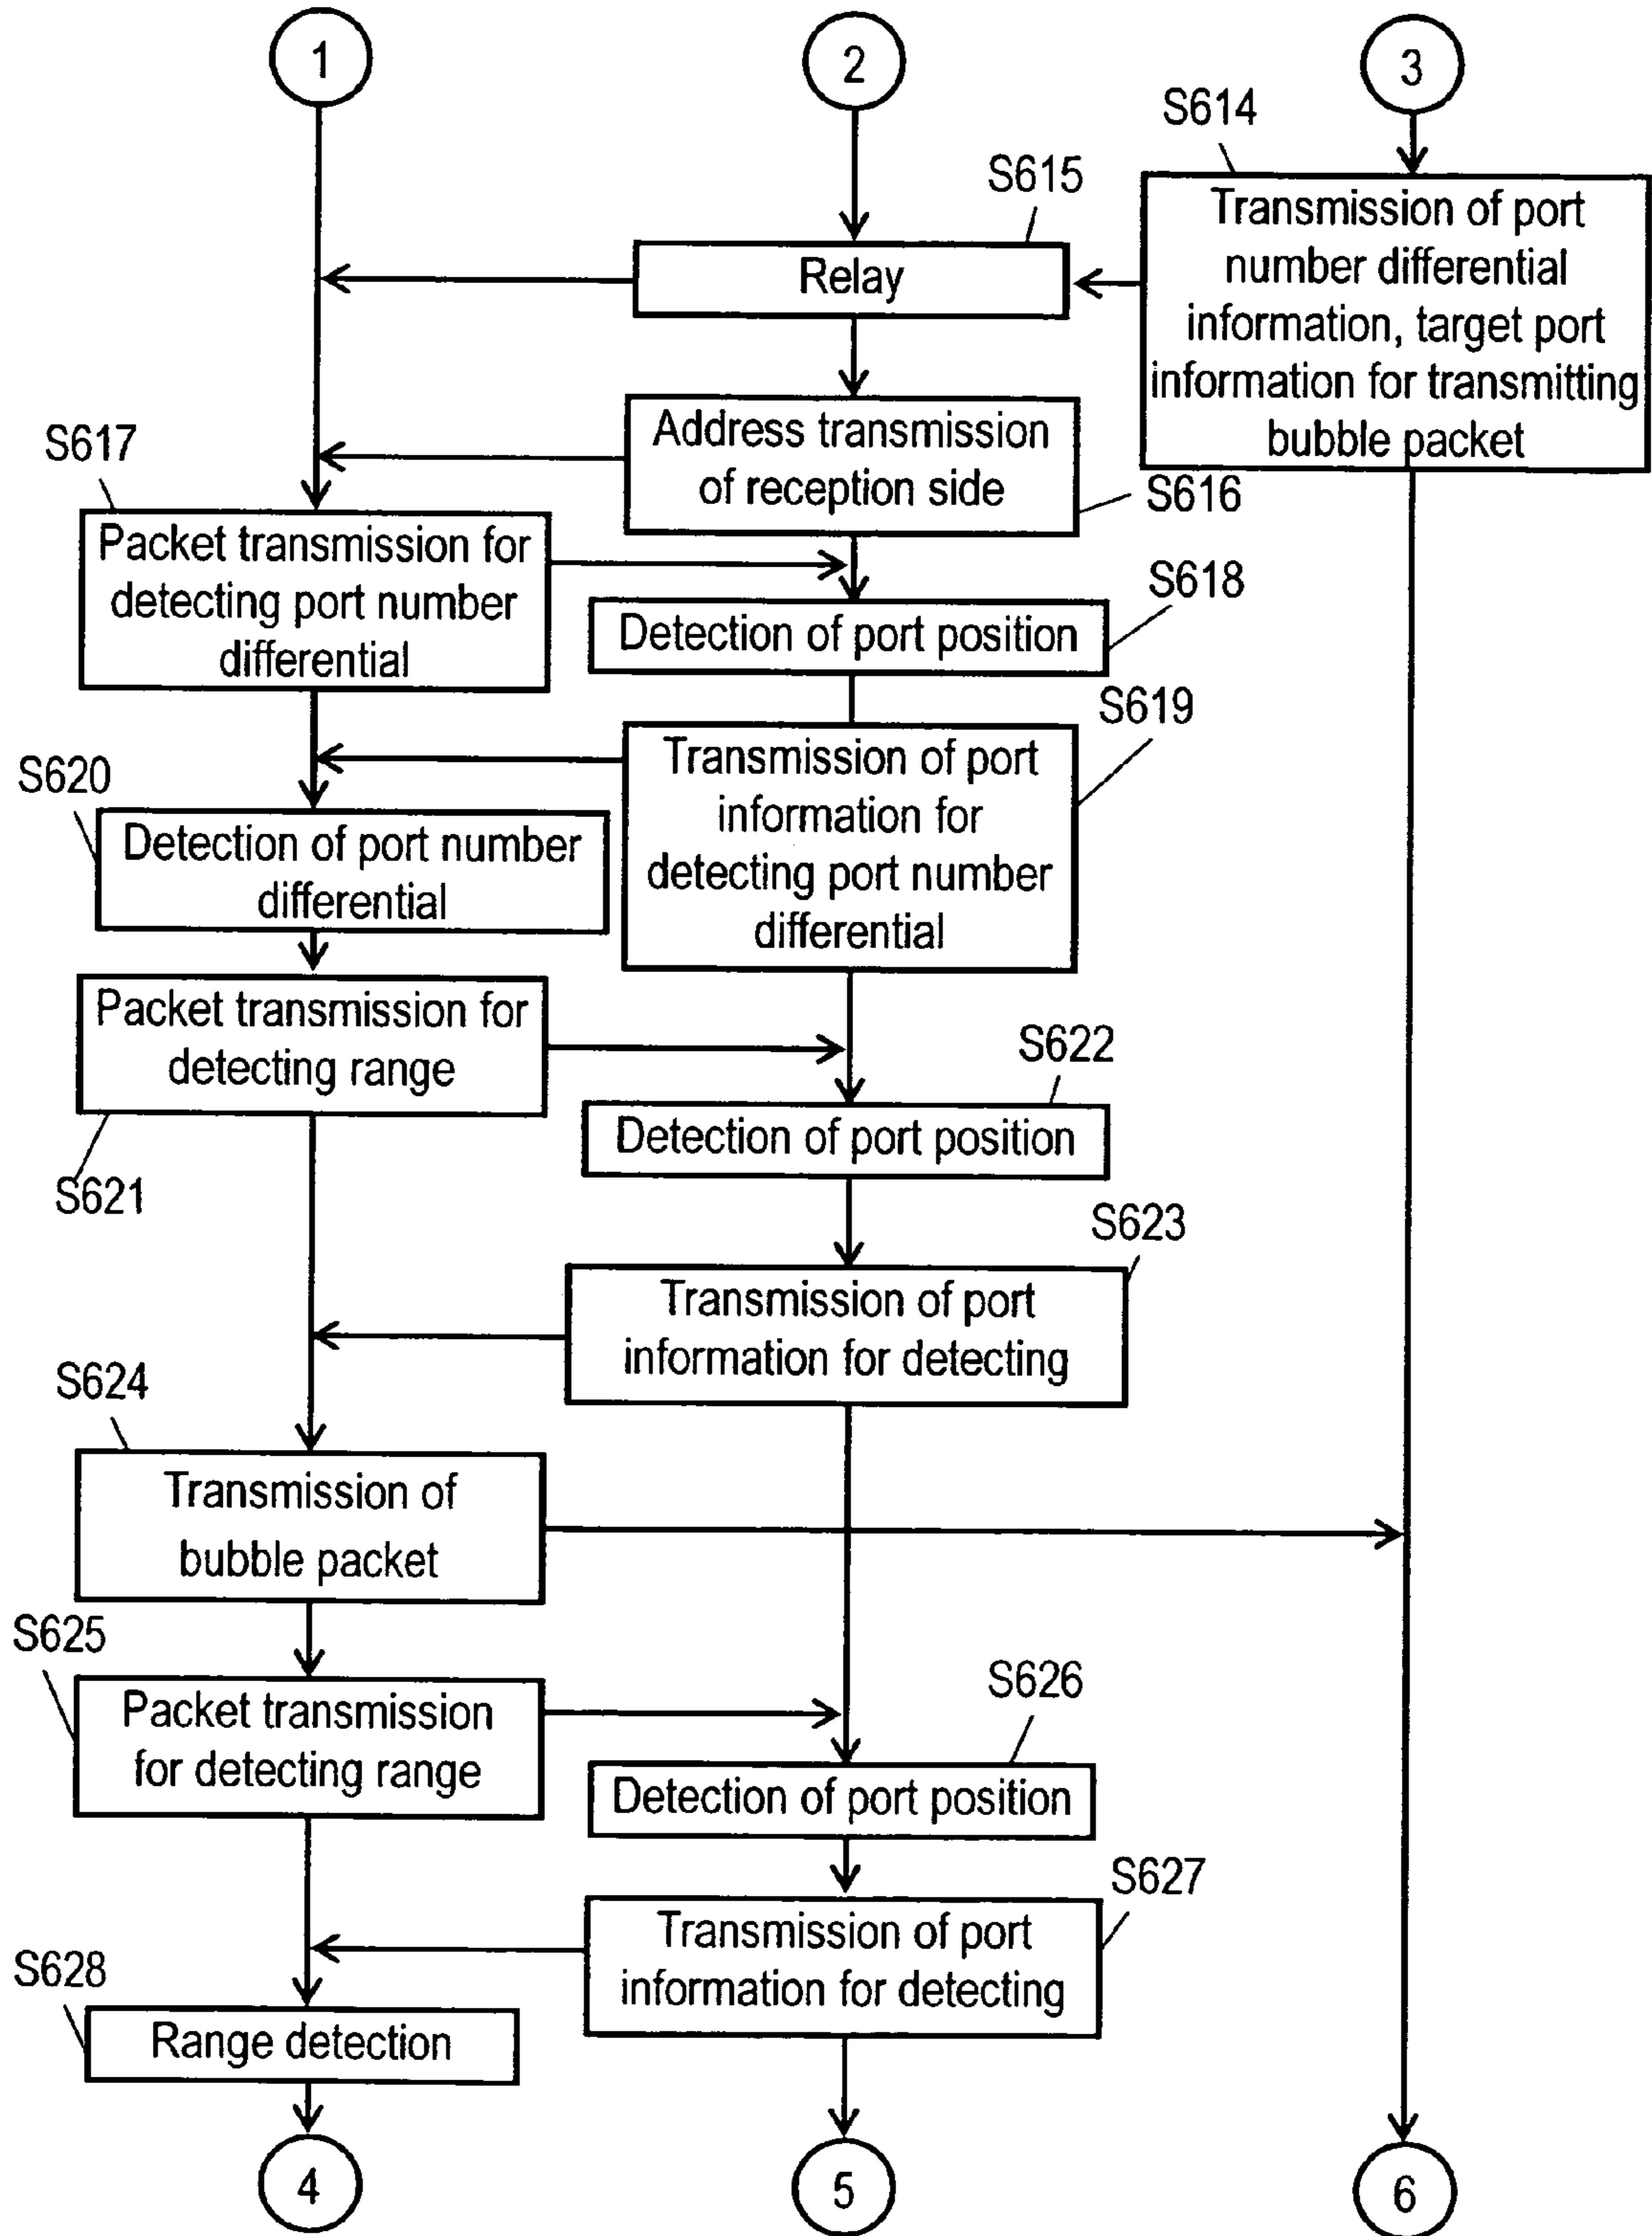 1
2
3
S614
Transmission of port
number differential
information, target port
information for transmitting
bubble packet
S615
Relay
Address transmission
of reception side
S616
S617
Packet transmission for
detecting port number
differential
S618
Detection of port position
S619
Transmission of port
information for
detecting port number
differential
S620
Detection of port number
differential
Packet transmission for
detecting range
S621
S622
Detection of port position
S623
Transmission of port
information for detecting
S624
Transmission of
bubble packet
S625
Packet transmission
for detecting range
S626
Detection of port position
S627
Transmission of port
information for detecting
S628
Range detection
4
5
6